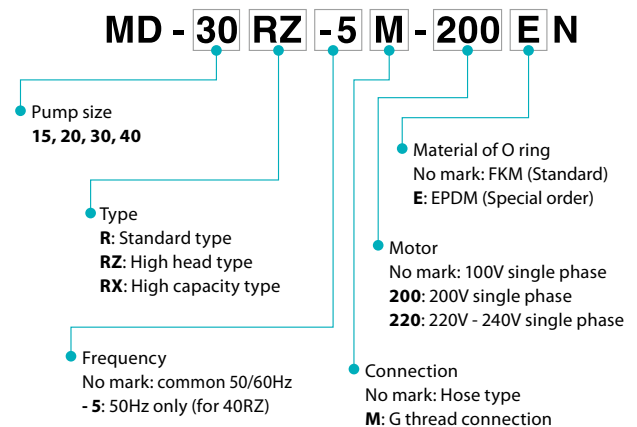 MD - 30 RZ -5 M - 200 E N
Pump size
15, 20, 30, 40
Material of O ring
No mark: FKM (Standard)
E: EPDM (Special order)
Type
R: Standard type
RZ: High head type
RX: High capacity type
Motor
No mark: 100V single phase
200: 200V single phase
220: 220V - 240V single phase
Frequency
No mark: common 50/60Hz
- 5: 50Hz only (for 40RZ)
Connection
No mark: Hose type
M: G thread connection